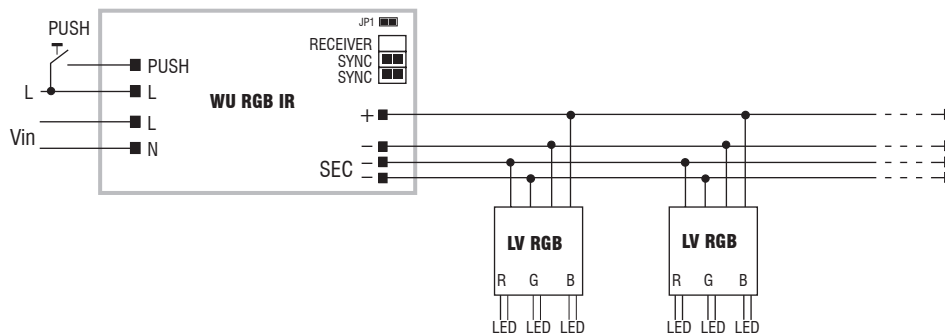 JP1
PUSH
RECEIVER
SYNC
SYNC
PUSH
L
L
WU RGB IR
Vin
L
N
+
–
–
–
SEC
LV RGB
R G B
LED LED LED
LV RGB
R G B
LED LED LED